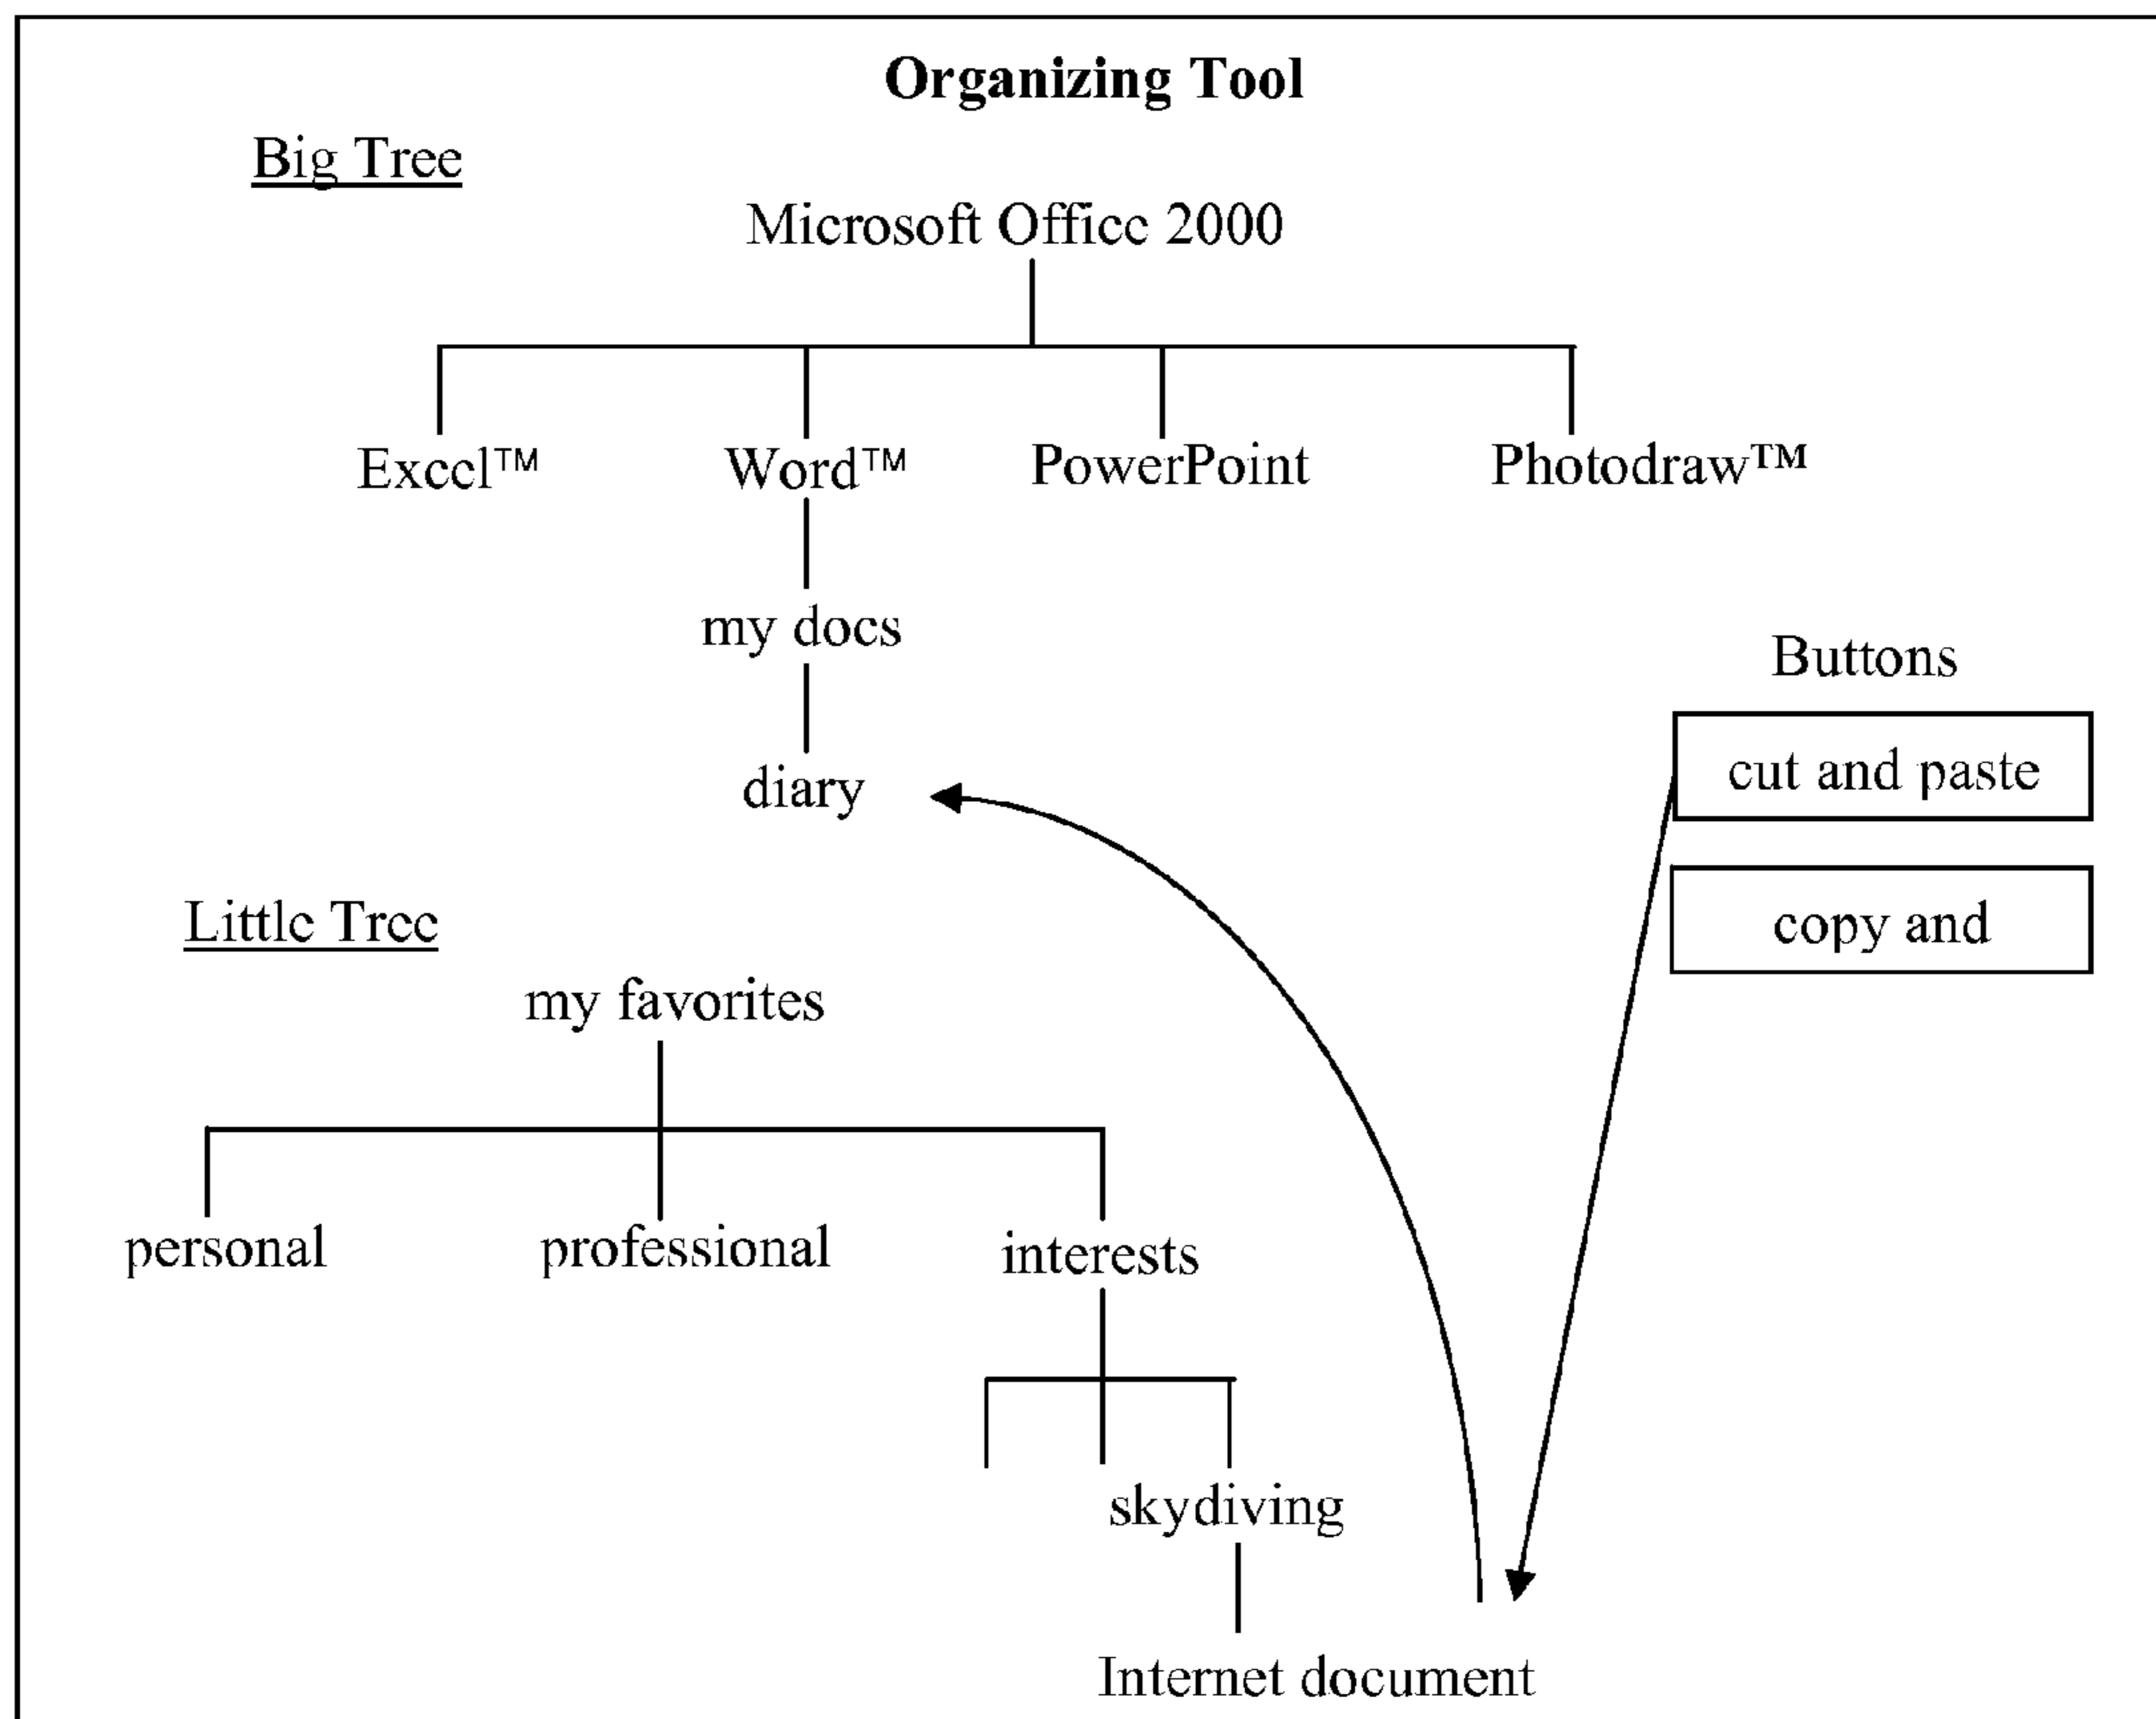 Organizing Tool
Big Tree
Microsoft Office 2000
Excel™ Word™ PowerPoint Photodraw™
my docs
Buttons
cut and paste
diary
copy and
Little Tree
my favorites
personal professional interests
skydiving
Internet document